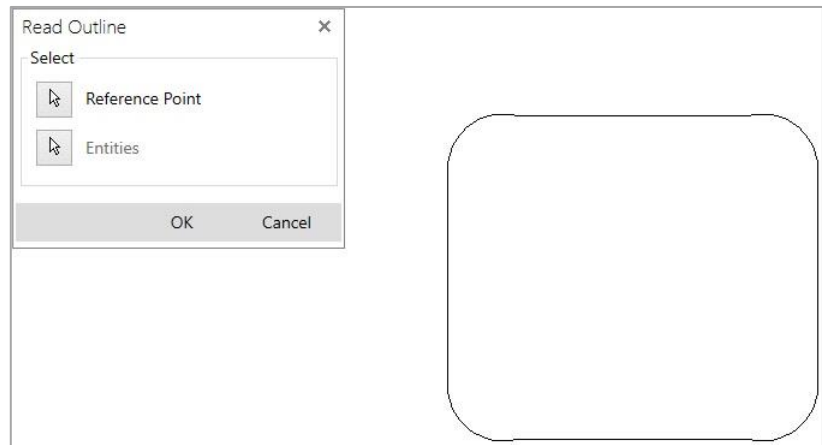 Read Outline
Select
Reference Point
Entities
OK Cancel